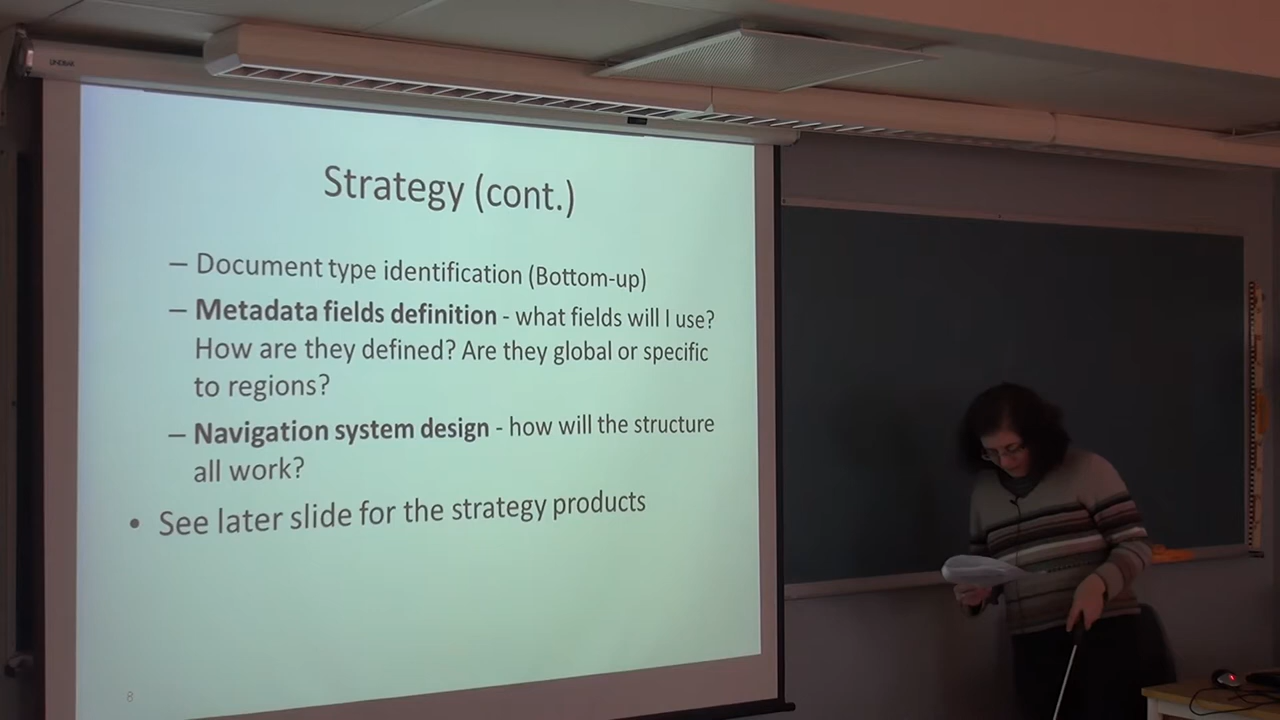 Strategy (cont.)
– Document type identification (Bottom-up)
– Metadata fields definition - what fields will I use?
How are they defined? Are they global or specific
to regions?
– Navigation system design - how will the structure
all work?
• See later slide for the strategy products
8